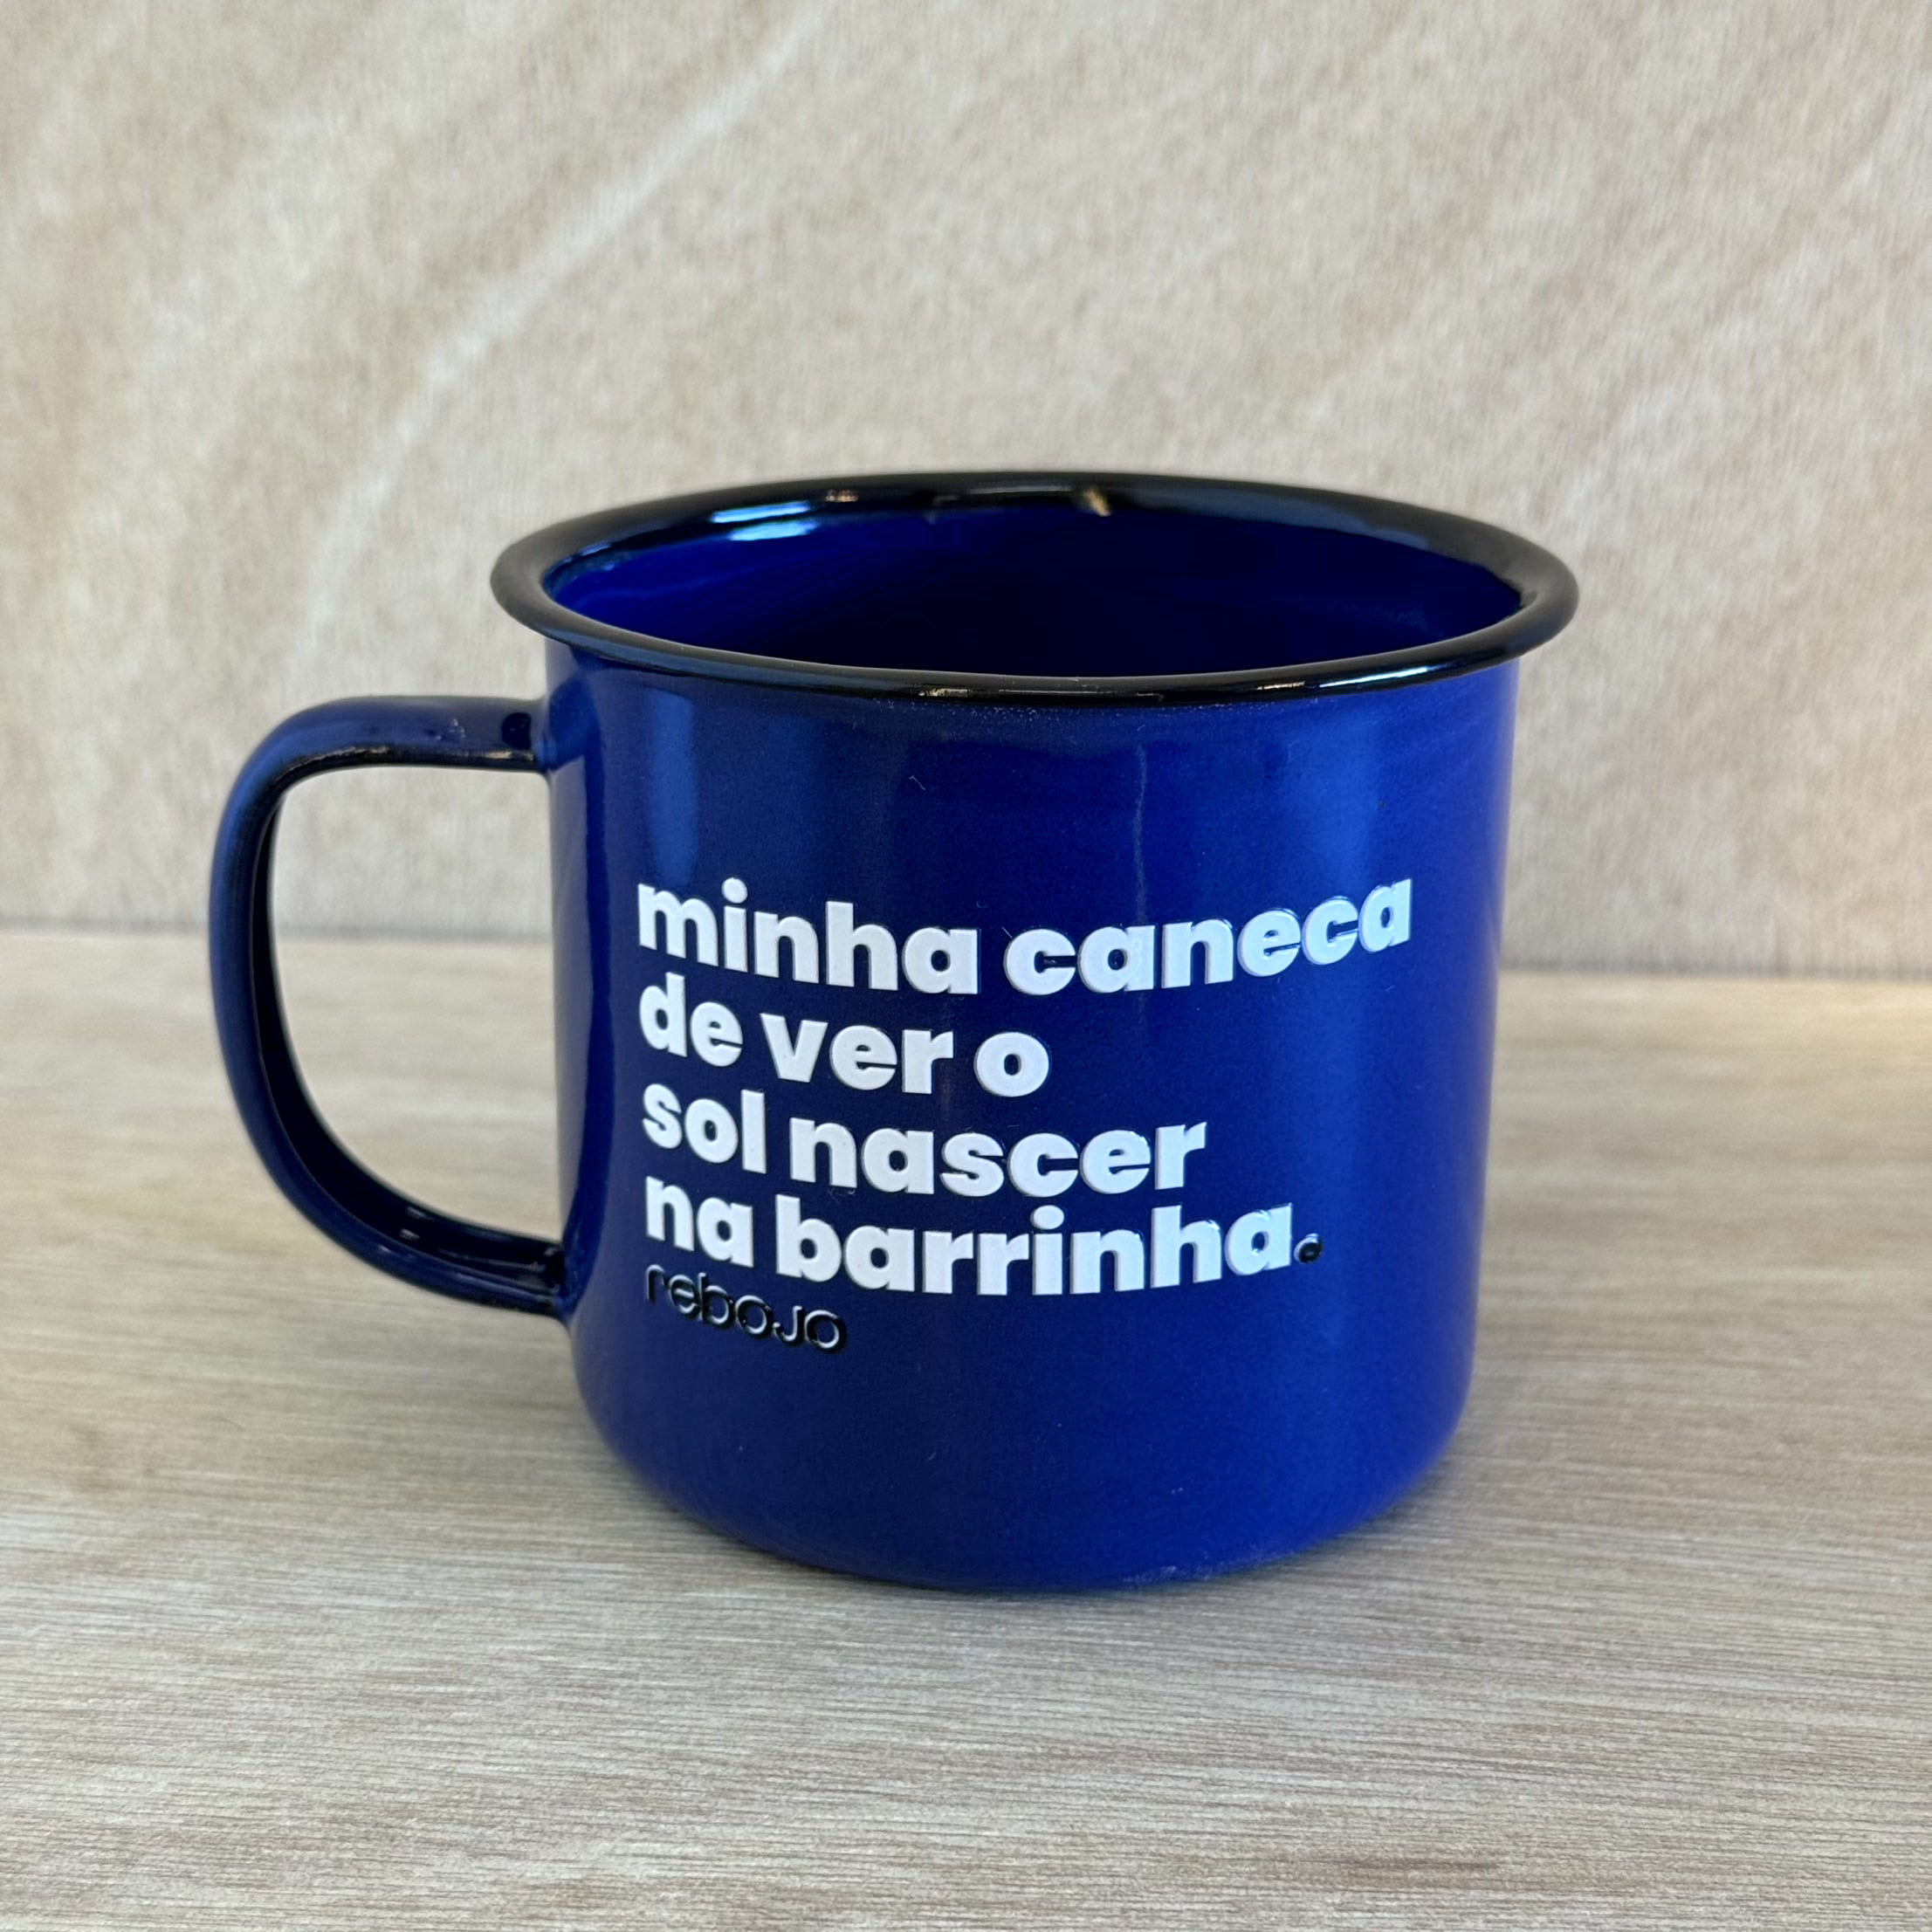 minha caneca
de ver o
sol nascer
na barrinha.
rebojo